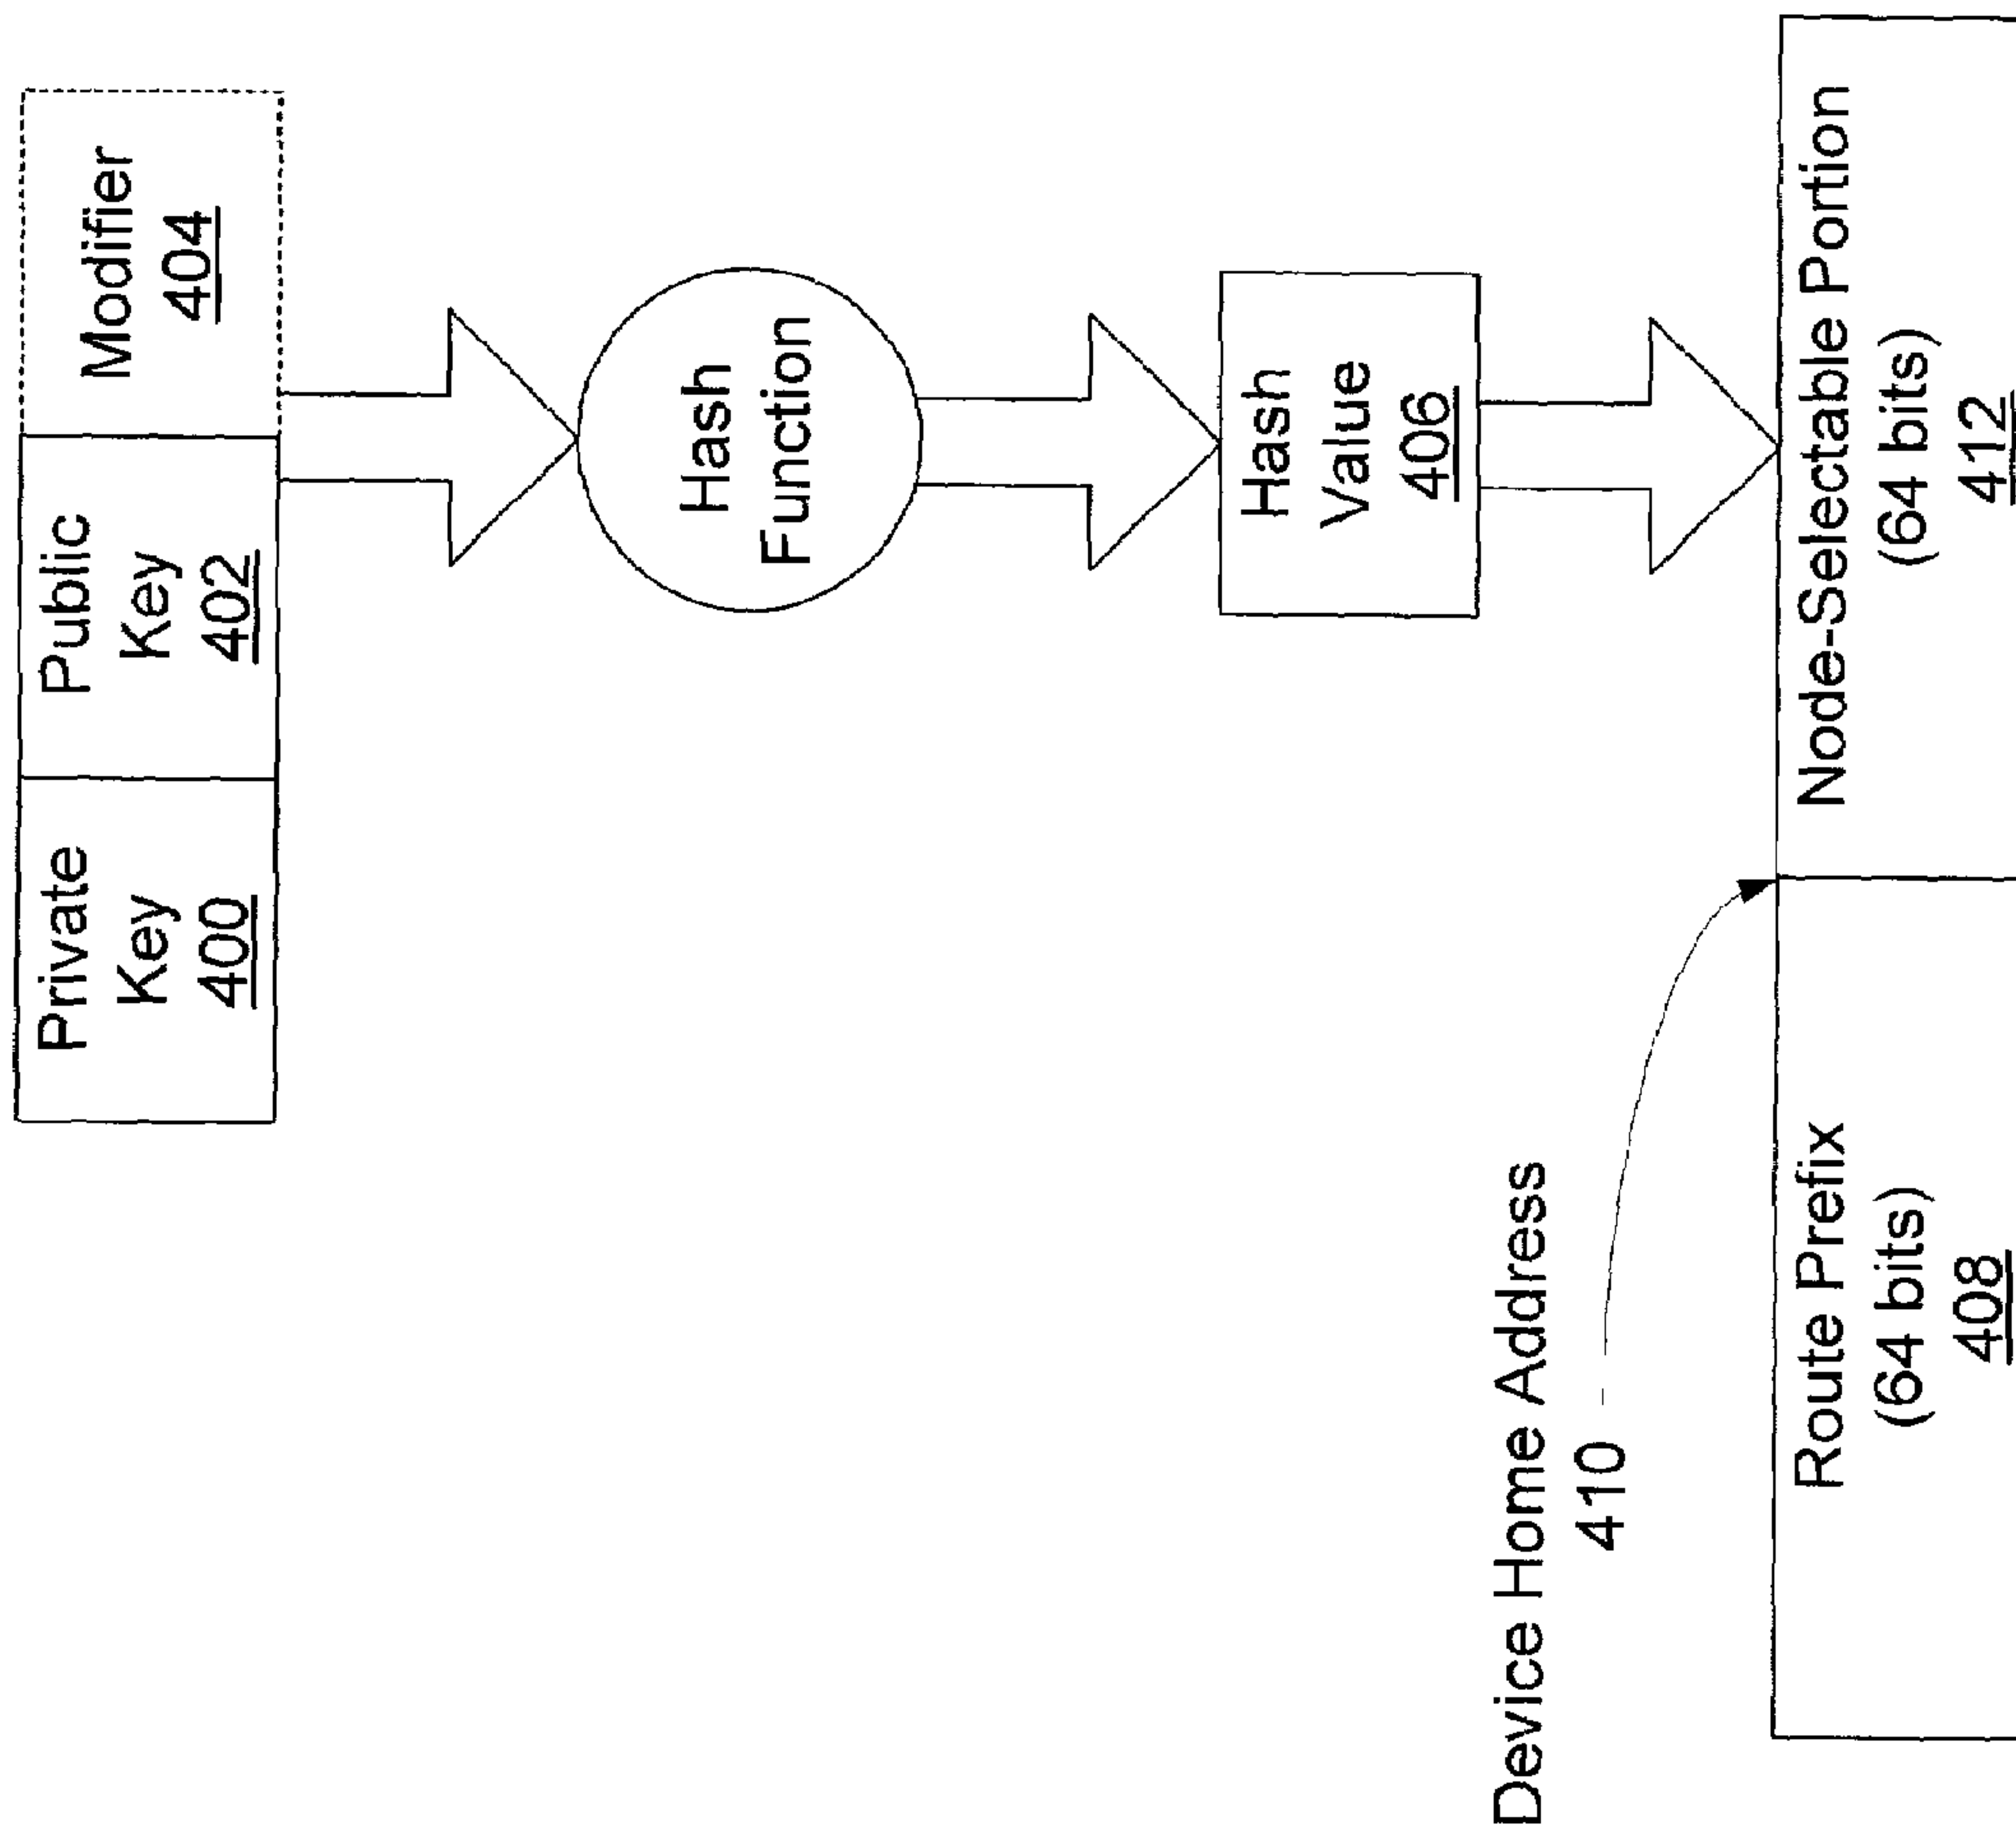 Private
Key
400
Public
Key
402
Modifier
404
Hash
Function
Hash
Value
406
Device Home Address
410
Route Prefix
(64 bits)
408
Node-Selectable Portion
(64 bits)
412